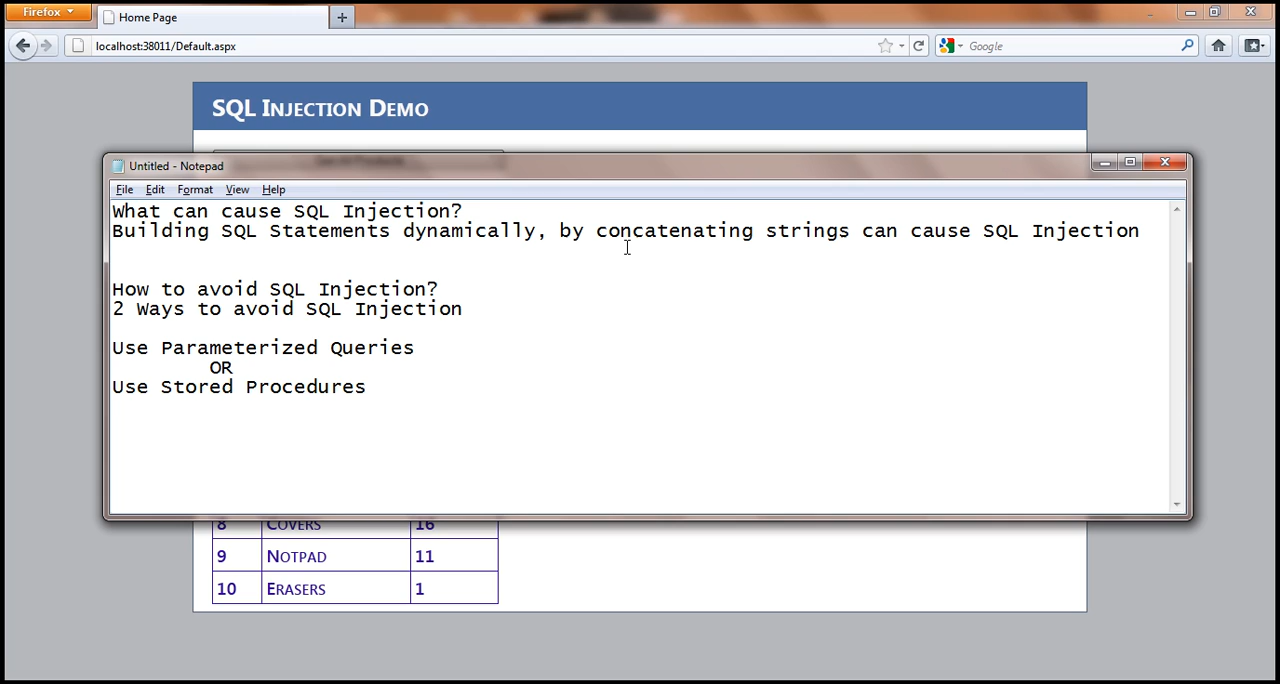 Firefox
Home Page
localhost:38011/Default.aspx
Google
SQL Injection Demo
Untitled - Notepad
File Edit Format View Help
What can cause SQL Injection?
Building SQL Statements dynamically, by concatenating strings can cause SQL Injection
How to avoid SQL Injection?
2 Ways to avoid SQL Injection
Use Parameterized Queries
OR
Use Stored Procedures
8 Covers 16
9 Notpad 11
10 Erasers 1